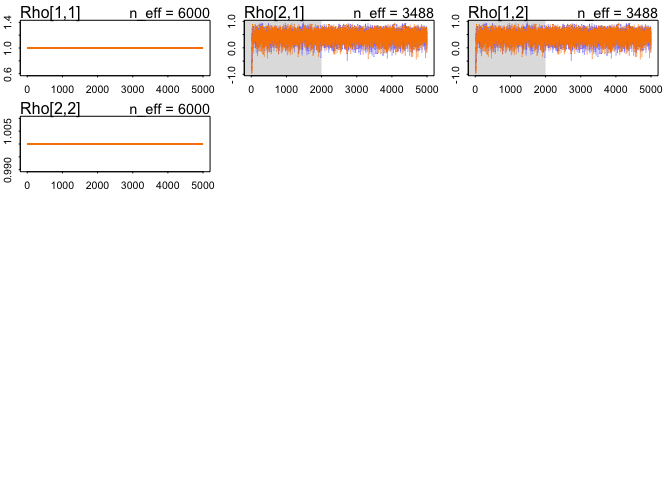 Rho[1,1] n_eff = 6000
0.6 1.0 1.4
0 1000 2000 3000 4000 5000
Rho[2,1] n_eff = 3488
-1.0 0.0 1.0
0 1000 2000 3000 4000 5000
Rho[1,2] n_eff = 3488
-1.0 0.0 1.0
0 1000 2000 3000 4000 5000
Rho[2,2] n_eff = 6000
0.990 1.005
0 1000 2000 3000 4000 5000